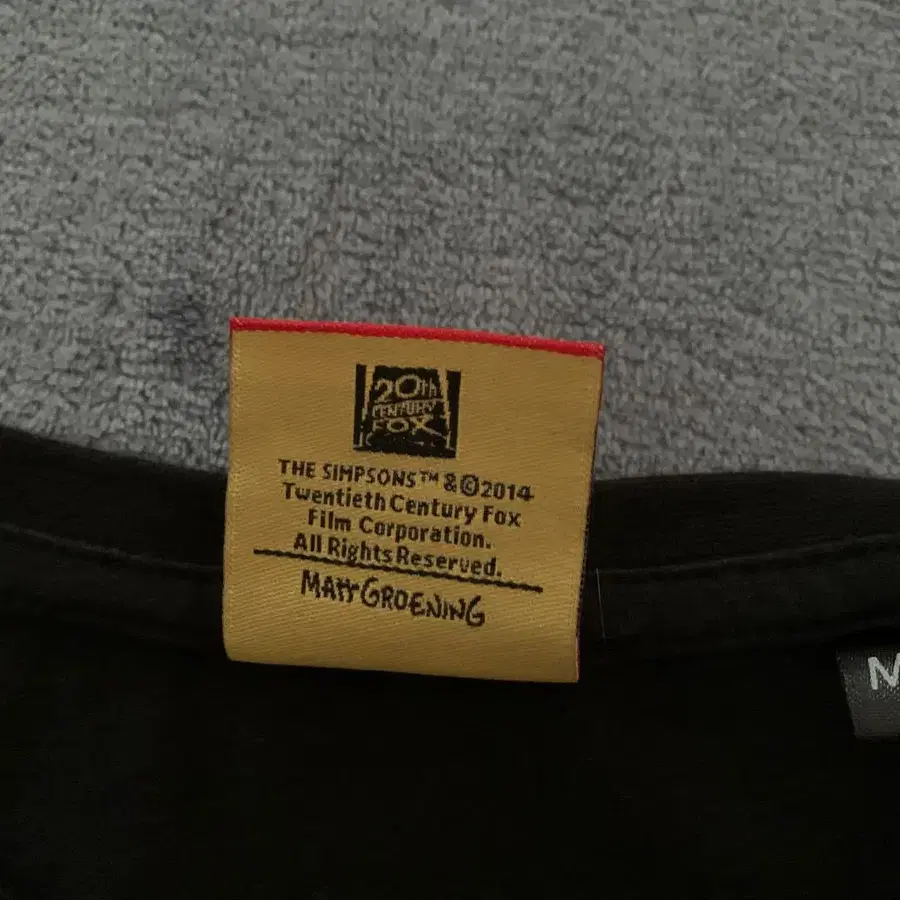 20th
CENTURY
FOX
THE SIMPSONS™ & ©2014
Twentieth Century Fox
Film Corporation.
All Rights Reserved.
MATT GROENING
M